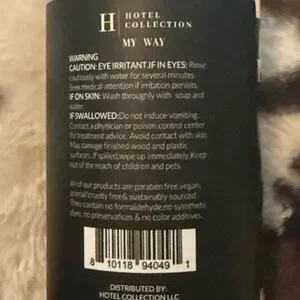 H HOTEL
COLLECTION
MY WAY
WARNING
CAUTION: EYE IRRITANT.IF IN EYES: Rinse
cautiously with water for several minutes.
Seek medical attention if irritation persists.
IF ON SKIN: Wash throughly with soap and
water.
IF SWALLOWED:Do not induce vomiting.
Contact a physician or poison control center
for treatment advice. Avoid contact with skin
May damage finished wood and plastic
surfaces. If spilled,wipe up immediately.Keep
out of the reach of children and pets.
All of our products are paraben free,vegan,
animal/cruelty free& sustainably sourced.
They contain no formaldehyde,no sysnthetic
dyes, no preservatives & no color additives.
8 10118 94049 1
DISTRIBUTED BY:
HOTEL COLLECTION LLC